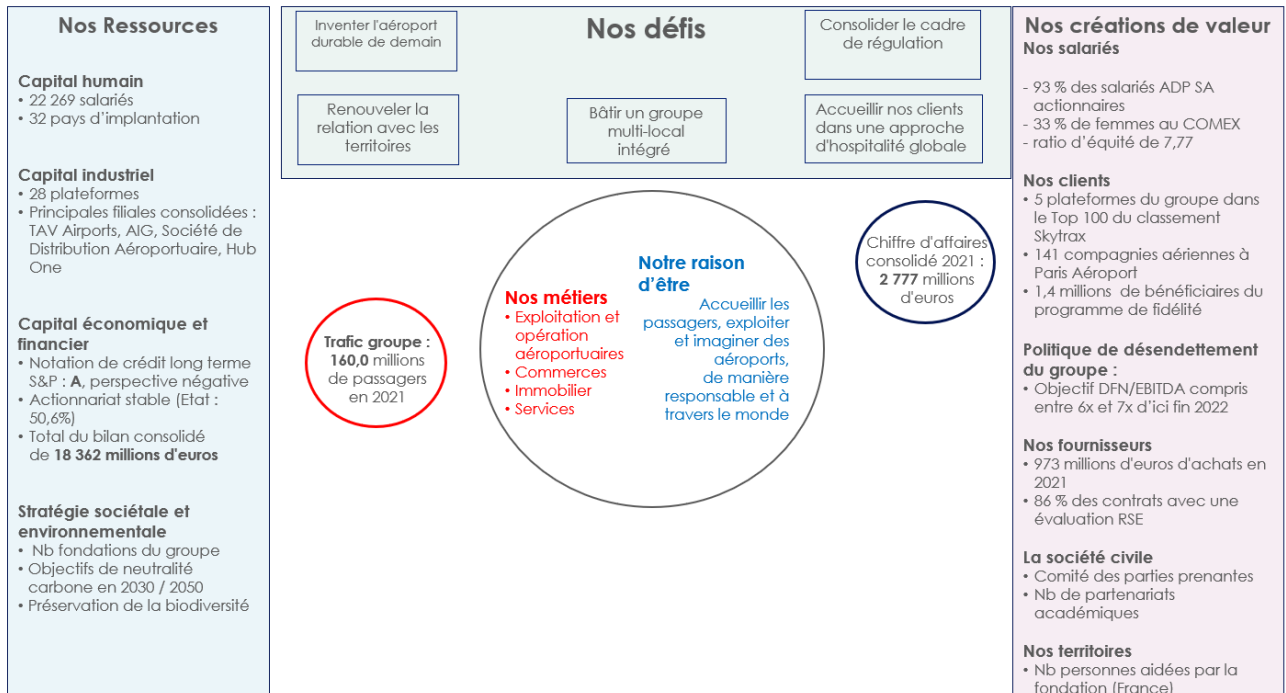 Nos Ressources
Capital humain
• 22 269 salariés
• 32 pays d'implantation
Capital industriel
• 28 plateformes
• Principales filiales consolidées :
TAV Airports, AIG, Société de
Distribution Aéroportuaire, Hub
One
Capital économique et
financier
• Notation de crédit long terme
S&P : A, perspective négative
• Actionnariat stable (Etat :
50,6%)
• Total du bilan consolidé
de 18 362 millions d'euros
Stratégie sociétale et
environnementale
• Nb fondations du groupe
• Objectifs de neutralité
carbone en 2030 / 2050
• Préservation de la biodiversité
Nos défis
Inventer l'aéroport
durable de demain
Consolider le cadre
de régulation
Renouveler la
relation avec les
territoires
Bâtir un groupe
multi-local
intégré
Accueillir nos clients
dans une approche
d'hospitalité globale
Trafic groupe :
160,0 millions
de passagers
en 2021
Nos métiers
• Exploitation et
opération
aéroportuaires
• Commerces
• Immobilier
• Services
Notre raison
d'être
Accueillir les
passagers, exploiter
et imaginer des
aéroports,
de manière
responsable et à
travers le monde
Chiffre d'affaires
consolidé 2021 :
2 777 millions
d'euros
Nos créations de valeur
Nos salariés
- 93 % des salariés ADP SA
actionnaires
- 33 % de femmes au COMEX
- ratio d'équité de 7,77
Nos clients
• 5 plateformes du groupe dans
le Top 100 du classement
Skytrax
• 141 compagnies aériennes à
Paris Aéroport
• 1,4 millions de bénéficiaires du
programme de fidélité
Politique de désendettement
du groupe :
• Objectif DFN/EBITDA compris
entre 6x et 7x d'ici fin 2022
Nos fournisseurs
• 973 millions d'euros d'achats en
2021
• 86 % des contrats avec une
évaluation RSE
La société civile
• Comité des parties prenantes
• Nb de partenariats
académiques
Nos territoires
• Nb personnes aidées par la
fondation (France)